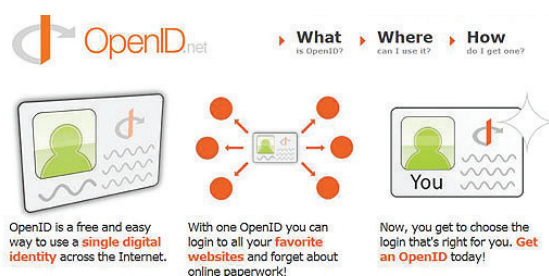 OpenID.net
What
is OpenID?
Where
can I use it?
How
do I get one?
You
OpenID is a free and easy
way to use a single digital
identity across the Internet.
With one OpenID you can
login to all your favorite
websites and forget about
online paperwork!
Now, you get to choose the
login that's right for you. Get
an OpenID today!